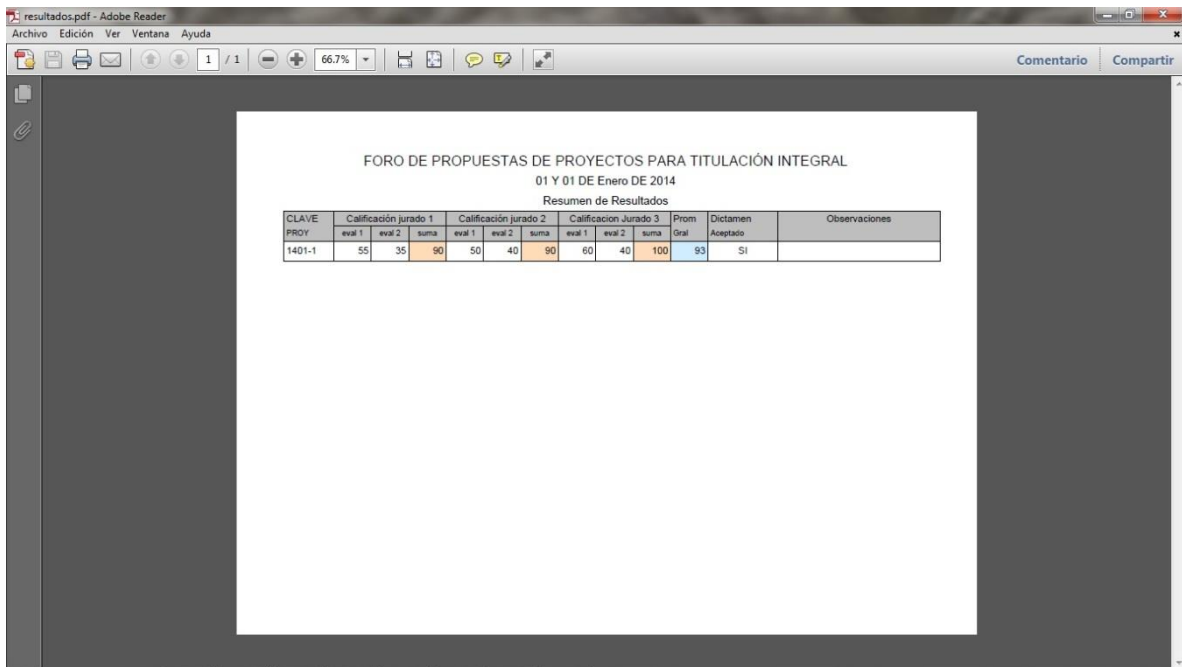 resultados.pdf - Adobe Reader
Archivo Edición Ver Ventana Ayuda
1 / 1 66.7% Comentario Compartir
FORO DE PROPUESTAS DE PROYECTOS PARA TITULACIÓN INTEGRAL
01 Y 01 DE Enero DE 2014
Resumen de Resultados
CLAVE Calificación jurado 1 Calificación jurado 2 Calificacion Jurado 3 Prom Dictamen Observaciones
PROY eval 1 eval 2 suma eval 1 eval 2 suma eval 1 eval 2 suma Gral Aceptado
1401-1 55 35 90 50 40 90 60 40 100 93 SI